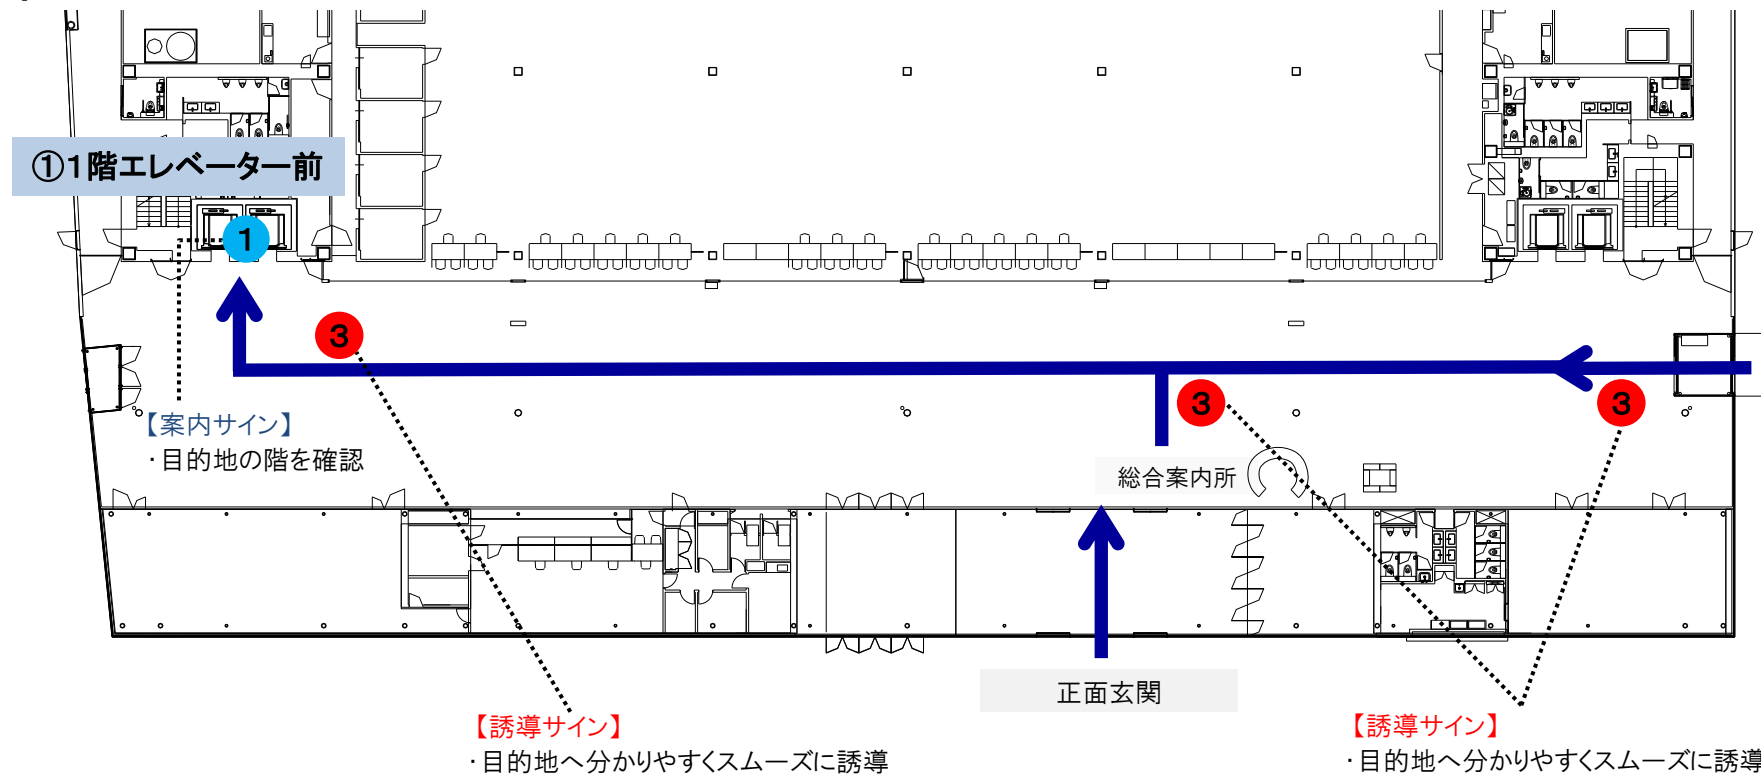 ①1階エレベーター前
1
3
3
3
【案内サイン】
・目的地の階を確認
総合案内所
正面玄関
【誘導サイン】
・目的地へ分かりやすくスムーズに誘導
【誘導サイン】
・目的地へ分かりやすくスムーズに誘導